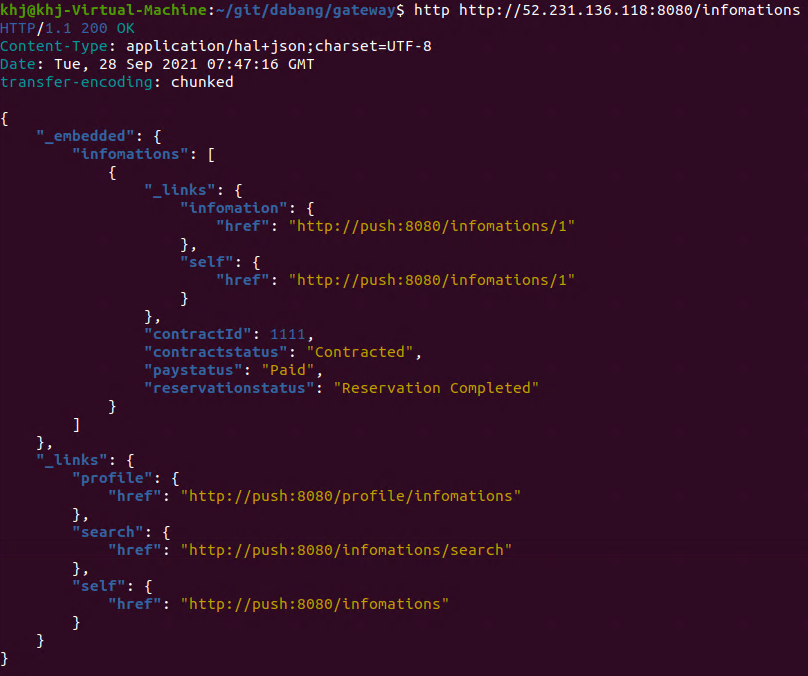 khj@khj-Virtual-Machine:~/git/dabang/gateway$ http http://52.231.136.118:8080/infomations
HTTP/1.1 200 OK
Content-Type: application/hal+json;charset=UTF-8
Date: Tue, 28 Sep 2021 07:47:16 GMT
transfer-encoding: chunked

{
    "_embedded": {
        "infomations": [
            {
                "_links": {
                    "infomation": {
                        "href": "http://push:8080/infomations/1"
                    },
                    "self": {
                        "href": "http://push:8080/infomations/1"
                    }
                },
                "contractId": 1111,
                "contractstatus": "Contracted",
                "paystatus": "Paid",
                "reservationstatus": "Reservation Completed"
            }
        ]
    },
    "_links": {
        "profile": {
            "href": "http://push:8080/profile/infomations"
        },
        "search": {
            "href": "http://push:8080/infomations/search"
        },
        "self": {
            "href": "http://push:8080/infomations"
        }
    }
}